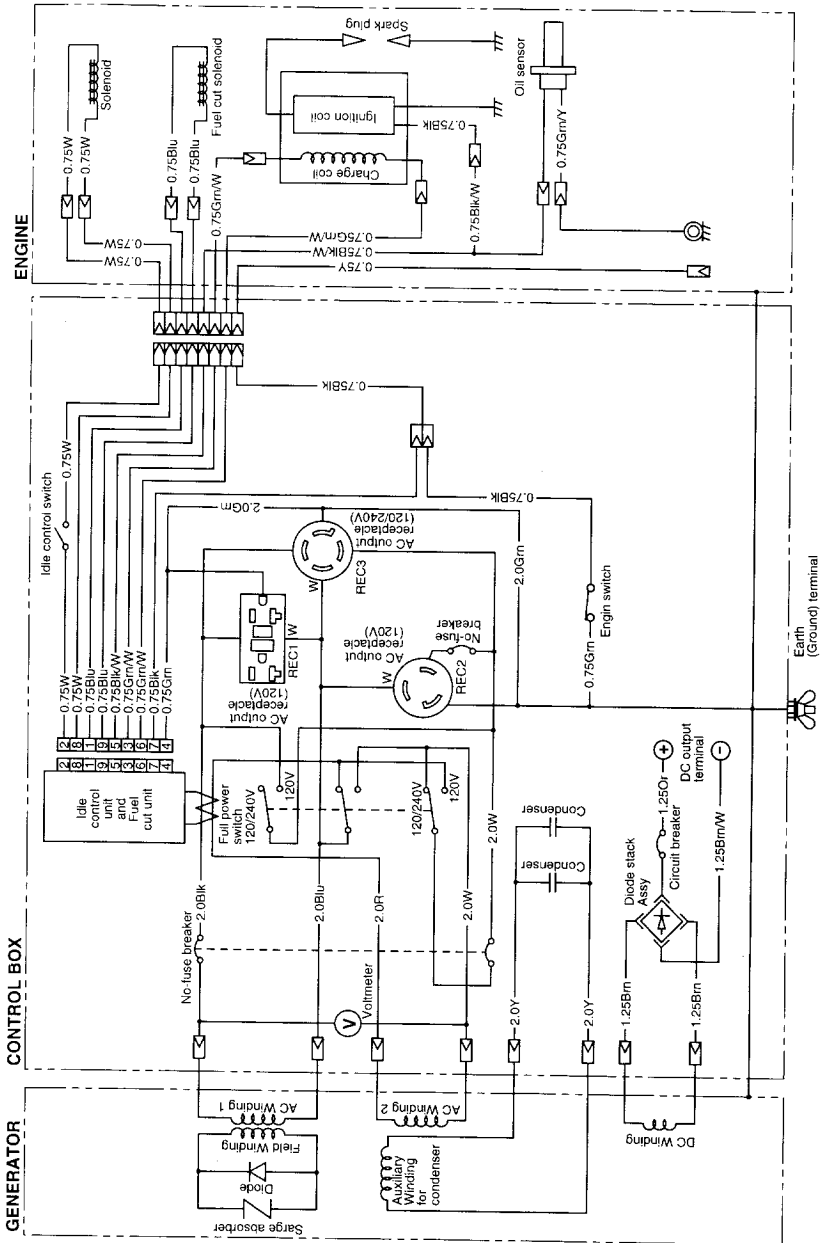 ENGINE
Solenoid
Fuel cut solenoid
Spark plug
Ignition coil
Charge coil
Oil sensor
0.75W
0.75W
0.75Blu
0.75Blu
0.75Grn/W
0.75Blk
0.75Blk/W
0.75Grn/Y
0.75W
0.75W
0.75Grn/W
0.75Blk/W
0.75Y
CONTROL BOX
Idle control switch
0.75W
0.75Blk
0.75W
0.75W
0.75Blu
0.75Blu
0.75Blk/W
0.75Grn/W
0.75Grn/W
0.75Blk
0.75Grn
2 2
8 8
1 1
9 9
5 5
3 3
6 6
7 7
4 4
Idle
control
unit
and
Fuel
cut unit
2.0Grn
AC output
receptacle
(120/240V)
REC3
W
REC1
W
AC output
receptacle
(120V)
AC output
receptacle
(120V)
REC2
W
No-fuse
breaker
2.0Grn
0.75Blk
Engin switch
0.75Grn
Earth
(Ground) terminal
Full power
switch
120/240V
120V
120/240V
120V
2.0W
Condenser
Condenser
DC output
terminal
+
−
1.25Or
Circuit breaker
1.25Brn/W
Diode stack
Assy
No-fuse breaker
2.0Blk
2.0Blu
2.0R
2.0W
Voltmeter
V
2.0Y
2.0Y
1.25Brn
1.25Brn
GENERATOR
AC Winding 1
Field Winding
Diode
Sarge absorber
AC Winding 2
Auxiliary
Winding
for
condenser
DC Winding